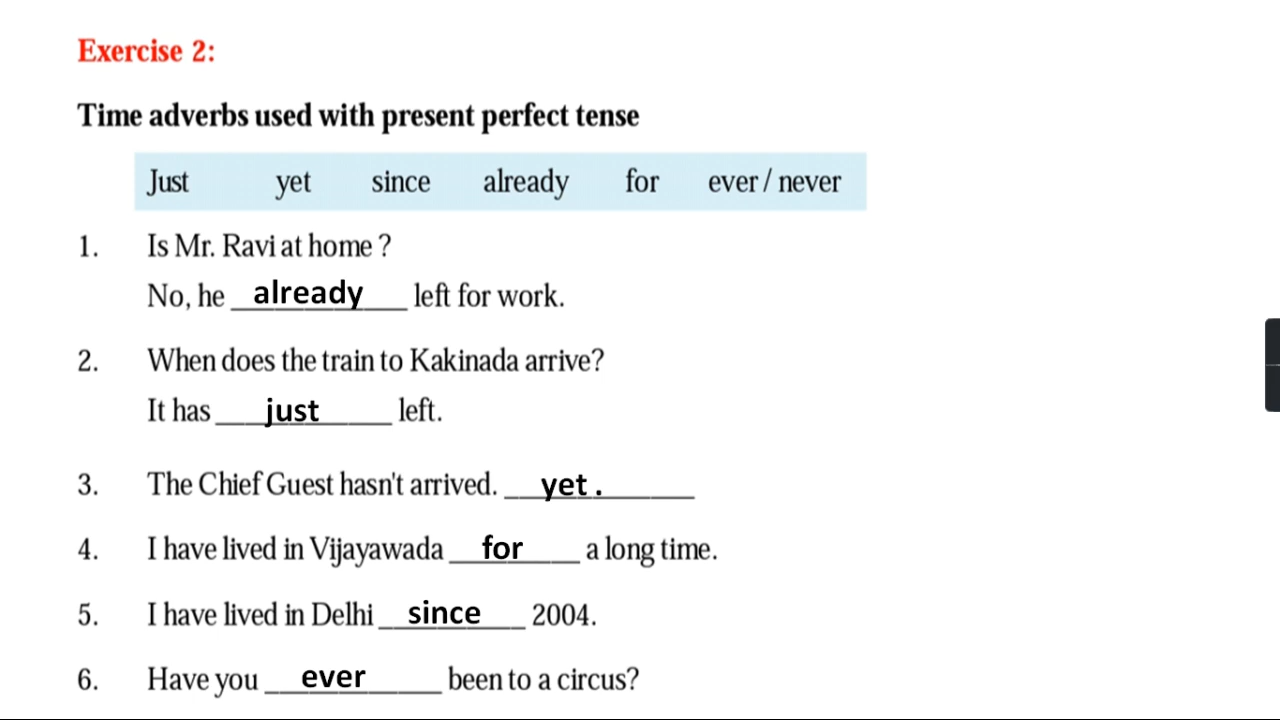 Exercise 2:
Time adverbs used with present perfect tense
Just yet since already for ever / never
1. Is Mr. Ravi at home ?
No, he already left for work.
2. When does the train to Kakinada arrive?
It has just left.
3. The Chief Guest hasn't arrived. yet .
4. I have lived in Vijayawada for a long time.
5. I have lived in Delhi since 2004.
6. Have you ever been to a circus?